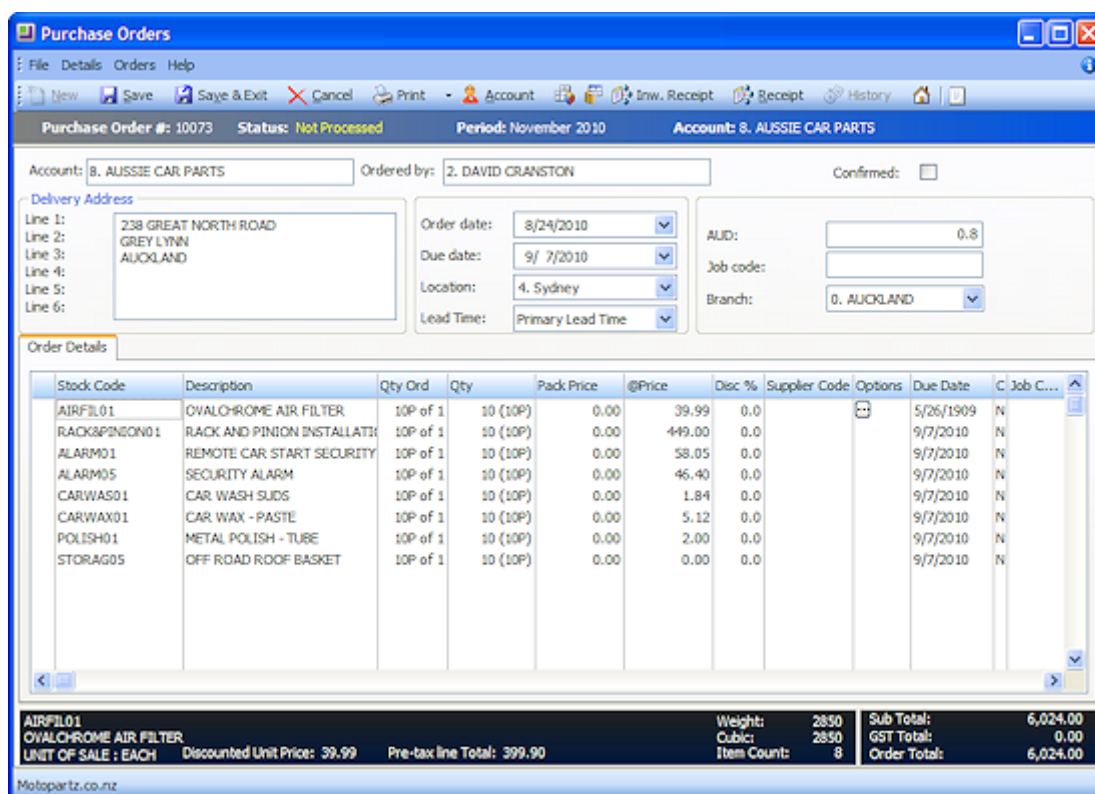 Purchase Orders
File Details Orders Help
New Save Save & Exit Cancel Print Account Inw. Receipt Receipt History
Purchase Order #: 10073 Status: Not Processed Period: November 2010 Account: 8. AUSSIE CAR PARTS
Account: 8. AUSSIE CAR PARTS Ordered by: 2. DAVID CRANSTON Confirmed:
Delivery Address
Line 1: 238 GREAT NORTH ROAD
Line 2: GREY LYNN
Line 3: AUCKLAND
Line 4:
Line 5:
Line 6:
Order date: 8/24/2010
Due date: 9/ 7/2010
Location: 4. Sydney
Lead Time: Primary Lead Time
AUD: 0.8
Job code:
Branch: 0. AUCKLAND
Order Details
Stock Code Description Qty Ord Qty Pack Price @Price Disc % Supplier Code Options Due Date C Job C...
AIRFIL01 OVALCHROME AIR FILTER 10P of 1 10 (10P) 0.00 39.99 0.0 ... 5/26/1909 N
RACK&PINION01 RACK AND PINION INSTALLATI 10P of 1 10 (10P) 0.00 449.00 0.0 9/7/2010 N
ALARM01 REMOTE CAR START SECURITY 10P of 1 10 (10P) 0.00 58.05 0.0 9/7/2010 N
ALARM05 SECURITY ALARM 10P of 1 10 (10P) 0.00 46.40 0.0 9/7/2010 N
CARWAS01 CAR WASH SUDS 10P of 1 10 (10P) 0.00 1.84 0.0 9/7/2010 N
CARWAX01 CAR WAX - PASTE 10P of 1 10 (10P) 0.00 5.12 0.0 9/7/2010 N
POLISH01 METAL POLISH - TUBE 10P of 1 10 (10P) 0.00 2.00 0.0 9/7/2010 N
STORAG05 OFF ROAD ROOF BASKET 10P of 1 10 (10P) 0.00 0.00 0.0 9/7/2010 N
AIRFIL01
OVALCHROME AIR FILTER
UNIT OF SALE : EACH Discounted Unit Price: 39.99 Pre-tax line Total: 399.90
Weight: 2850
Cubic: 2850
Item Count: 8
Sub Total: 6,024.00
GST Total: 0.00
Order Total: 6,024.00
Motopartz.co.nz